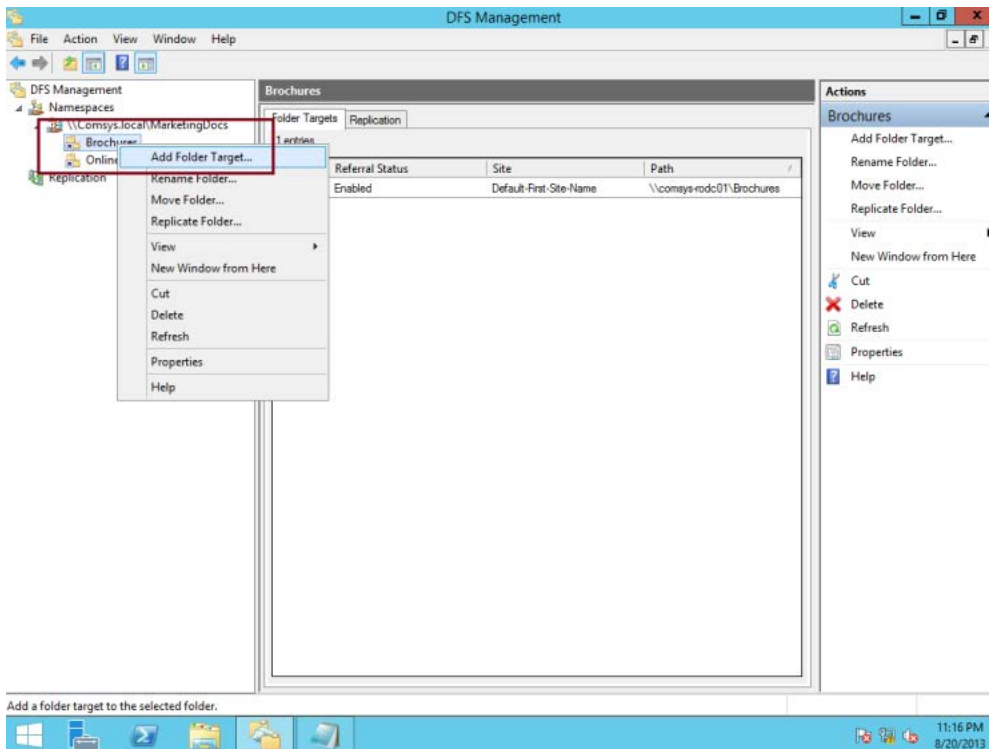 DFS Management
File Action View Window Help
DFS Management
Namespaces
\\Comsys.local\MarketingDocs
Brochures
Online
Replication
Add Folder Target...
Rename Folder...
Move Folder...
Replicate Folder...
View
New Window from Here
Cut
Delete
Refresh
Properties
Help
Brochures
Folder Targets Replication
1 entries
Referral Status Site Path
Enabled Default-First-Site-Name \\comsys-rodc01\Brochures
Actions
Brochures
Add Folder Target...
Rename Folder...
Move Folder...
Replicate Folder...
View
New Window from Here
Cut
Delete
Refresh
Properties
Help
Add a folder target to the selected folder.
11:16 PM
8/20/2013